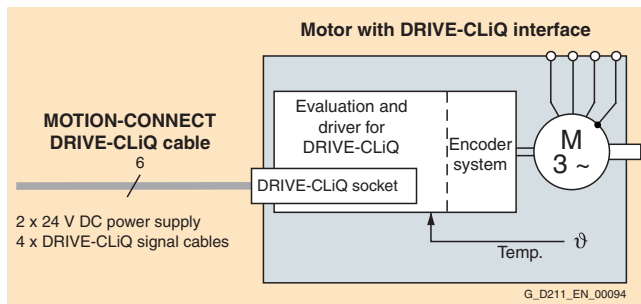 Motor with DRIVE-CLiQ interface
MOTION-CONNECT
DRIVE-CLiQ cable
6
2 x 24 V DC power supply
4 x DRIVE-CLiQ signal cables
Evaluation and
driver for
DRIVE-CLiQ
DRIVE-CLiQ socket
Encoder
system
M
3 ~
Temp.
ϑ
G_D211_EN_00094